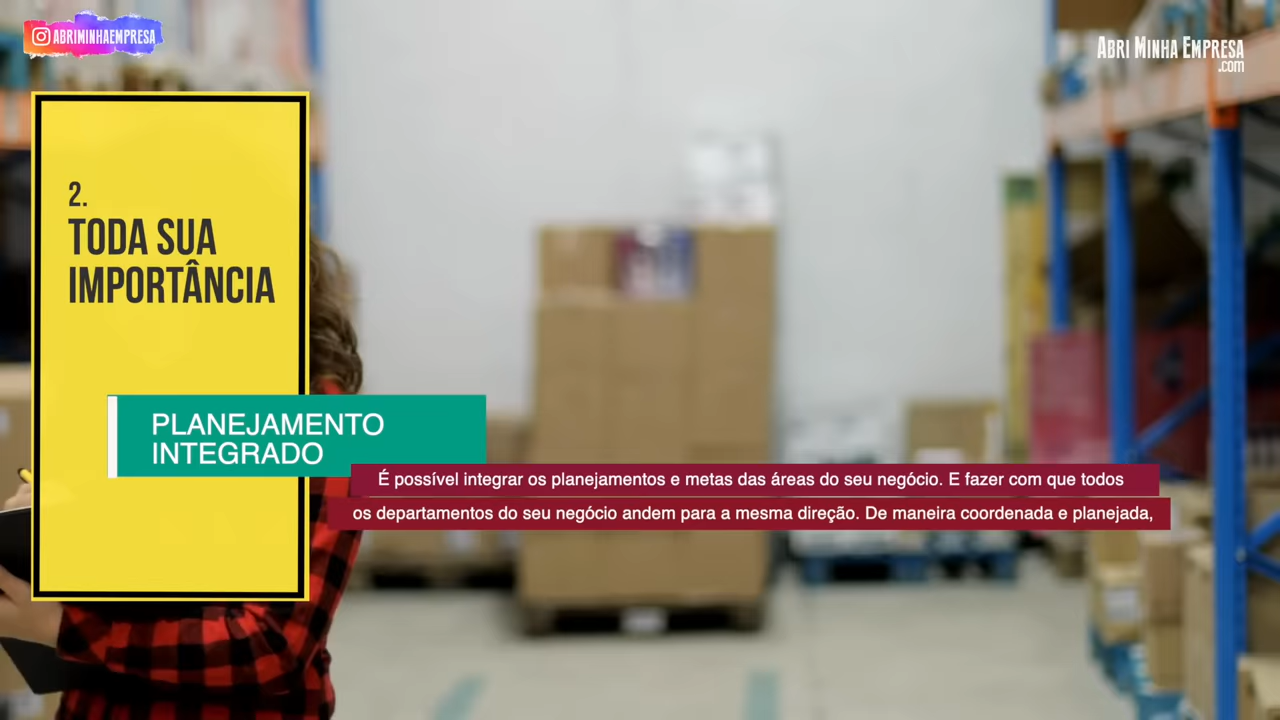 ABRIMINHAEMPRESA
ABRI MINHA EMPRESA
.com
2.
TODA SUA
IMPORTÂNCIA
PLANEJAMENTO
INTEGRADO
É possível integrar os planejamentos e metas das áreas do seu negócio. E fazer com que todos
os departamentos do seu negócio andem para a mesma direção. De maneira coordenada e planejada,